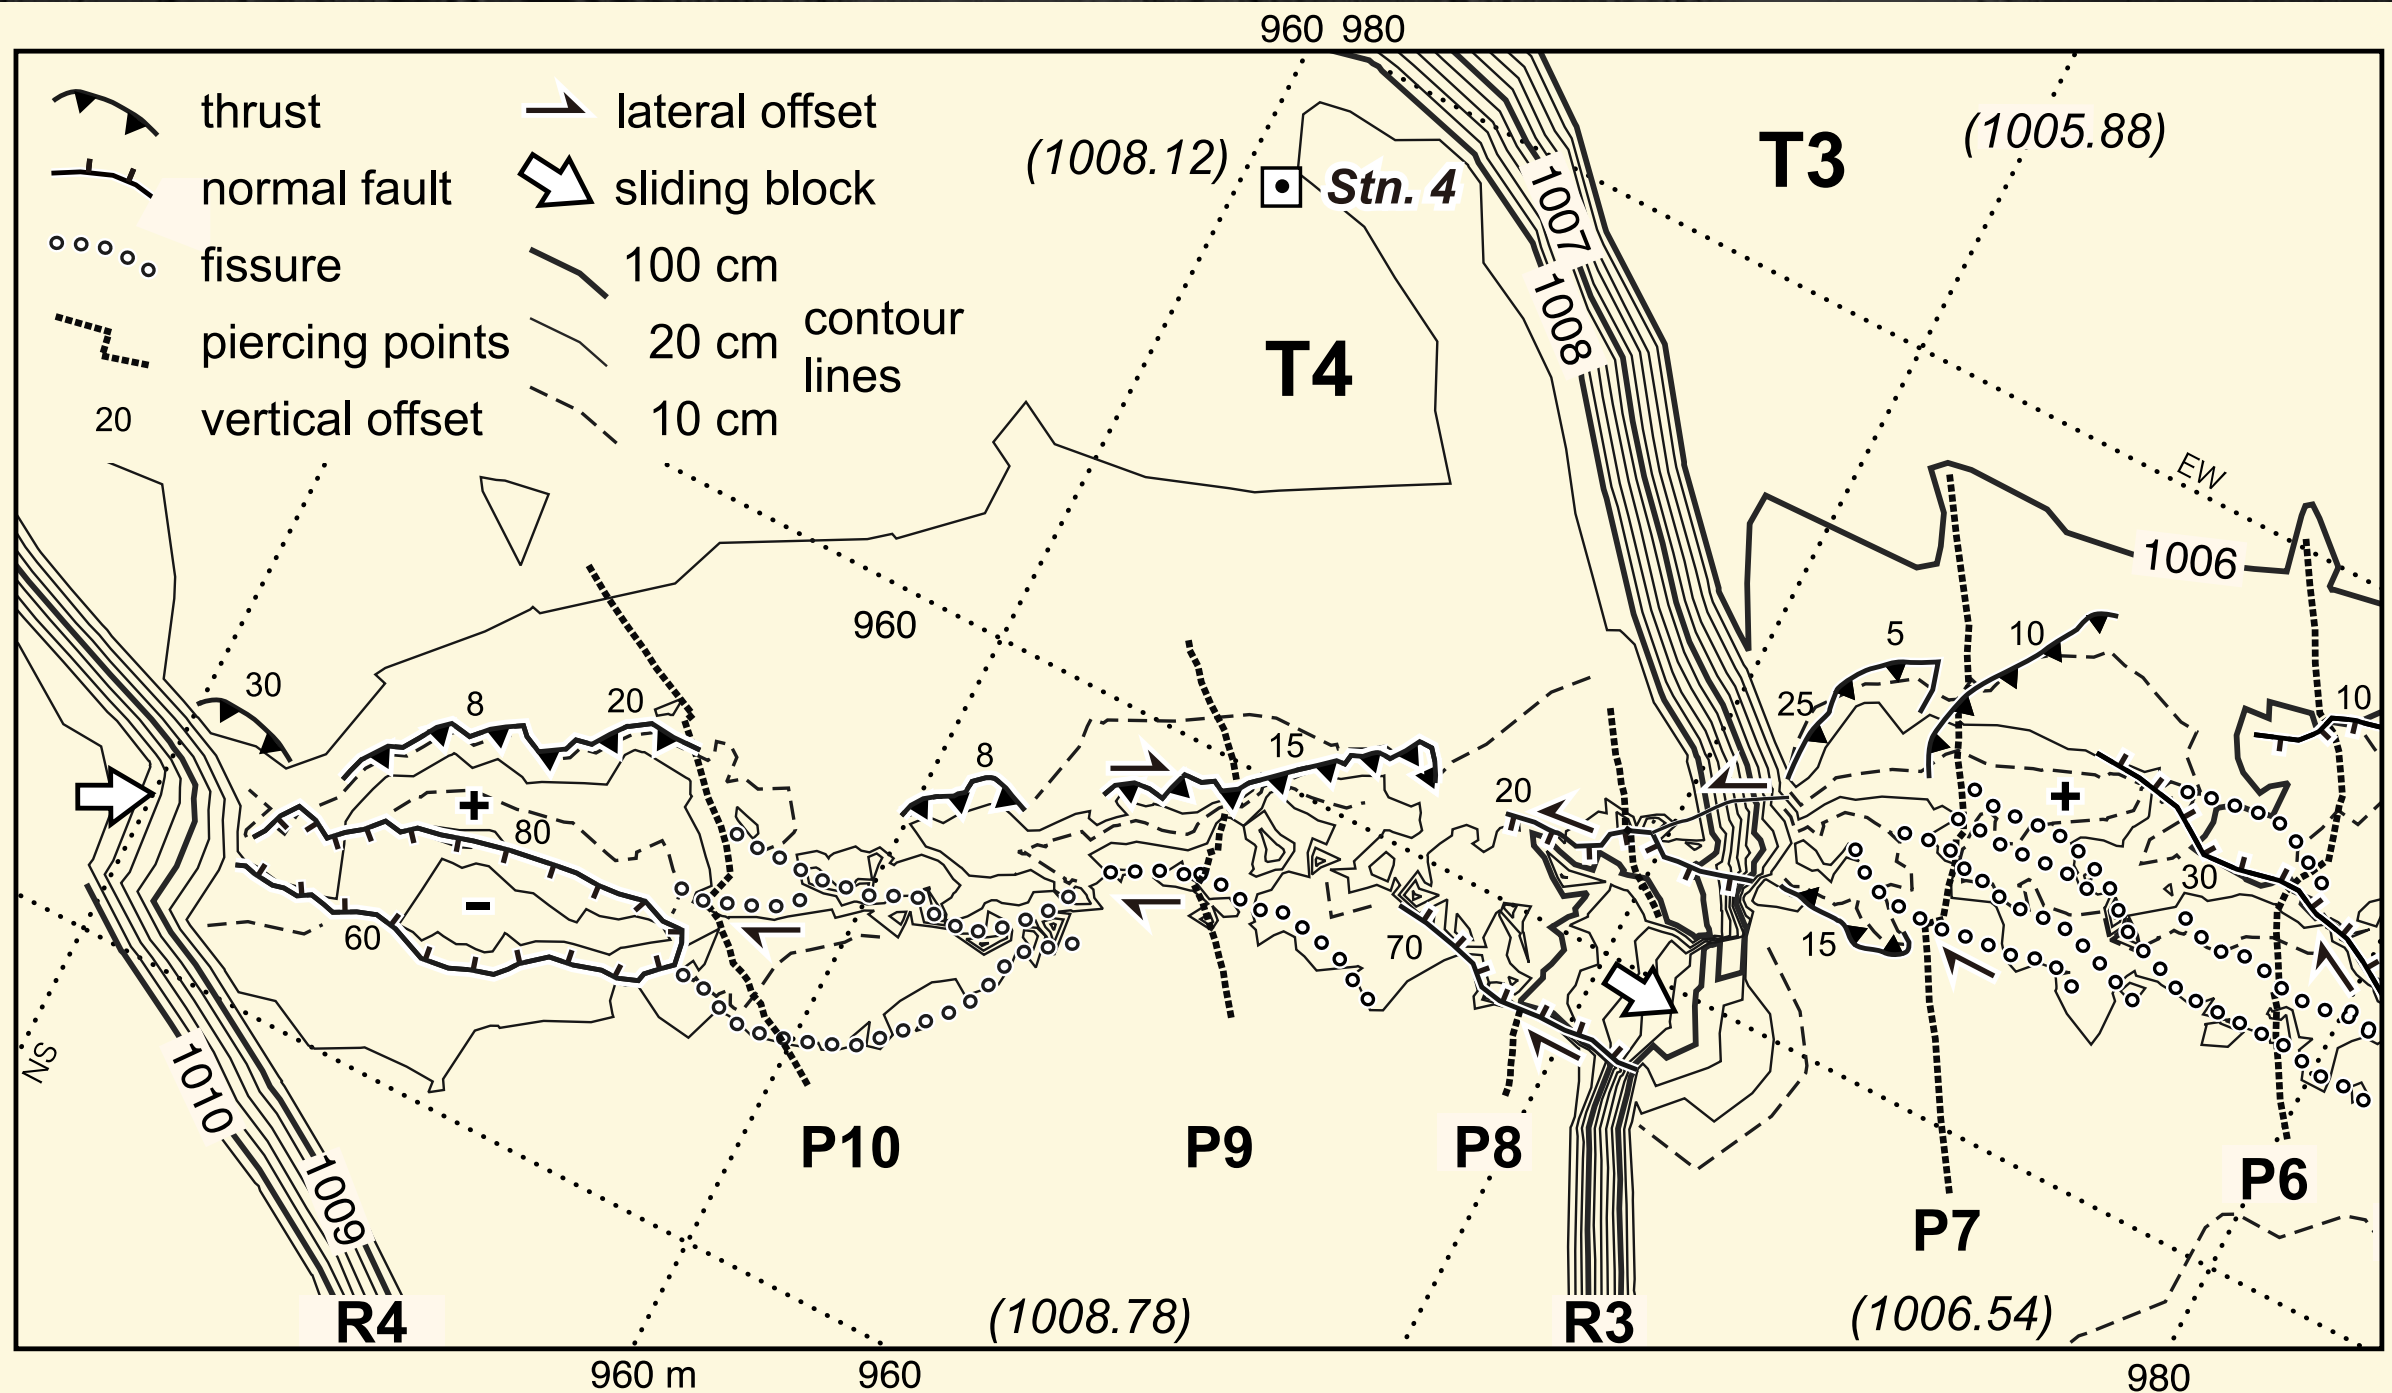 960 980
thrust
lateral offset
normal fault
sliding block
fissure
100 cm
piercing points
20 cm
contour
lines
20
vertical offset
10 cm
(1008.12)
Stn. 4
T3
(1005.88)
T4
1007
1008
EW
1006
960
30
8
20
8
15
5
10
25
10
+
80
20
+
-
60
70
15
30
NS
1010
1009
P10
P9
P8
P7
P6
R4
(1008.78)
R3
(1006.54)
960 m
960
980